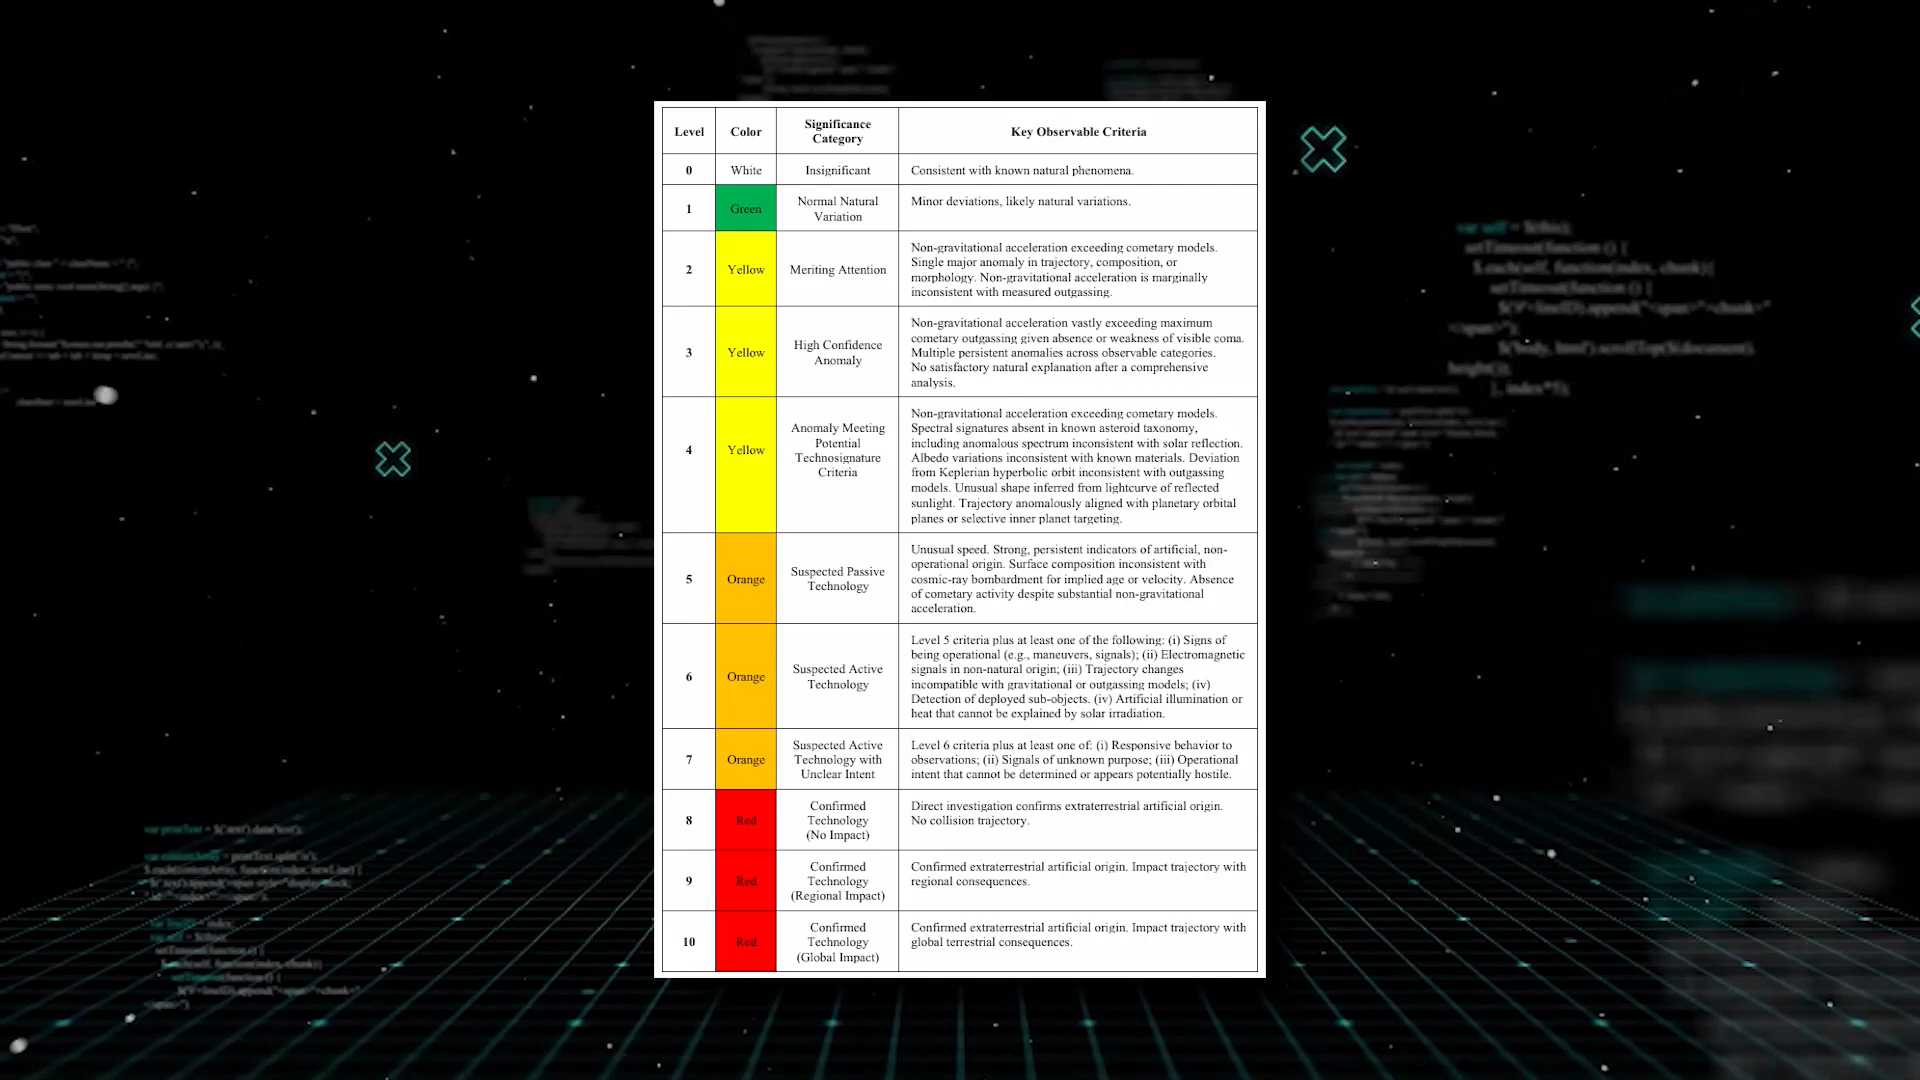 Level Color Significance Category Key Observable Criteria
0 White Insignificant Consistent with known natural phenomena.
1 Green Normal Natural Variation Minor deviations, likely natural variations.
2 Yellow Meriting Attention Non-gravitational acceleration exceeding cometary models.
Single major anomaly in trajectory, composition, or
morphology. Non-gravitational acceleration is marginally
inconsistent with measured outgassing.
3 Yellow High Confidence Anomaly Non-gravitational acceleration vastly exceeding maximum
cometary outgassing given absence or weakness of visible coma.
Multiple persistent anomalies across observable categories.
No satisfactory natural explanation after a comprehensive
analysis.
4 Yellow Anomaly Meeting Potential Technosignature Criteria Non-gravitational acceleration exceeding cometary models.
Spectral signatures absent in known asteroid taxonomy,
including anomalous spectrum inconsistent with solar reflection.
Albedo variations inconsistent with known materials. Deviation
from Keplerian hyperbolic orbit inconsistent with outgassing
models. Unusual shape inferred from lightcurve of reflected
sunlight. Trajectory anomalously aligned with planetary orbital
planes or selective inner planet targeting.
5 Orange Suspected Passive Technology Unusual speed. Strong, persistent indicators of artificial, non-
operational origin. Surface composition inconsistent with
cosmic-ray bombardment for implied age or velocity. Absence
of cometary activity despite substantial non-gravitational
acceleration.
6 Orange Suspected Active Technology Level 5 criteria plus at least one of the following: (i) Signs of
being operational (e.g., maneuvers, signals); (ii) Electromagnetic
signals in non-natural origin; (iii) Trajectory changes
incompatible with gravitational or outgassing models; (iv)
Detection of deployed sub-objects. (iv) Artificial illumination or
heat that cannot be explained by solar irradiation.
7 Orange Suspected Active Technology with Unclear Intent Level 6 criteria plus at least one of: (i) Responsive behavior to
observations; (ii) Signals of unknown purpose; (iii) Operational
intent that cannot be determined or appears potentially hostile.
8 Red Confirmed Technology (No Impact) Direct investigation confirms extraterrestrial artificial origin.
No collision trajectory.
9 Red Confirmed Technology (Regional Impact) Confirmed extraterrestrial artificial origin. Impact trajectory with
regional consequences.
10 Red Confirmed Technology (Global Impact) Confirmed extraterrestrial artificial origin. Impact trajectory with
global terrestrial consequences.
var self = $(this);
setTimeout(function () {
$.each(self, function(index, chunk){
setTimeout(function () {